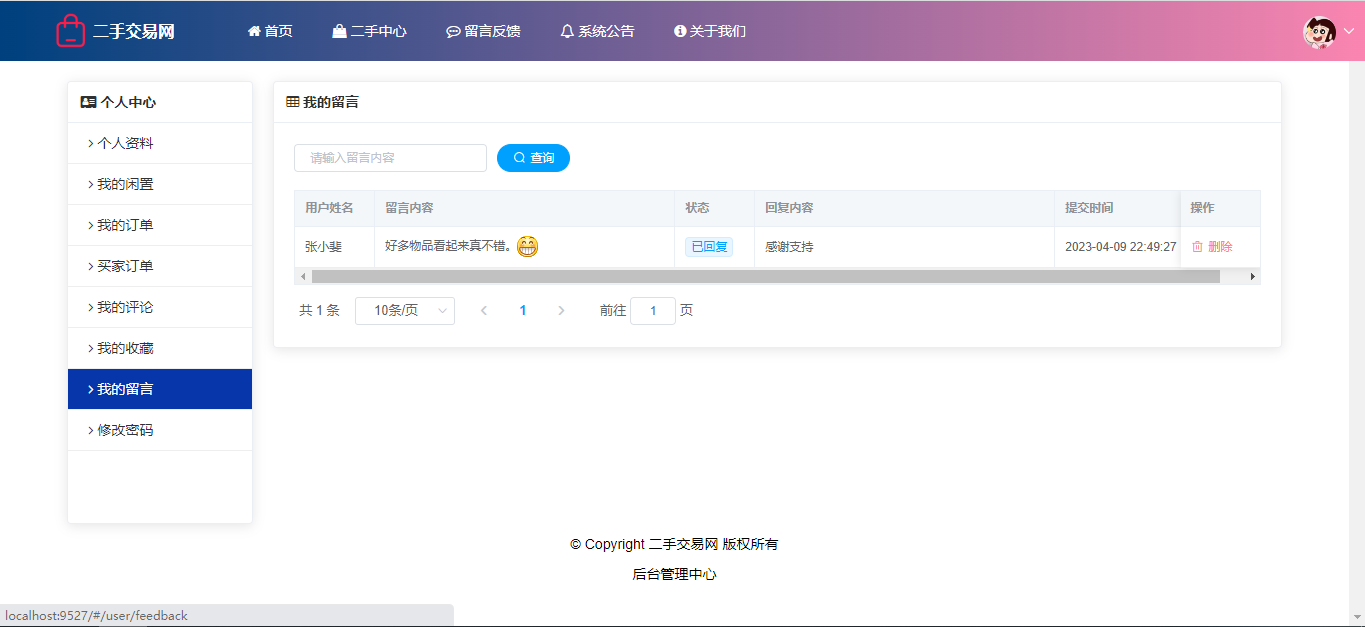 二手交易网 首页 二手中心 留言反馈 系统公告 关于我们
个人中心
个人资料
我的闲置
我的订单
买家订单
我的评论
我的收藏
我的留言
修改密码
我的留言
请输入留言内容 查询
用户姓名 留言内容 状态 回复内容 提交时间 操作
张小斐 好多物品看起来真不错。 已回复 感谢支持 2023-04-09 22:49:27 删除
共 1 条 10条/页 1 前往 1 页
© Copyright 二手交易网 版权所有
后台管理中心
localhost:9527/#/user/feedback